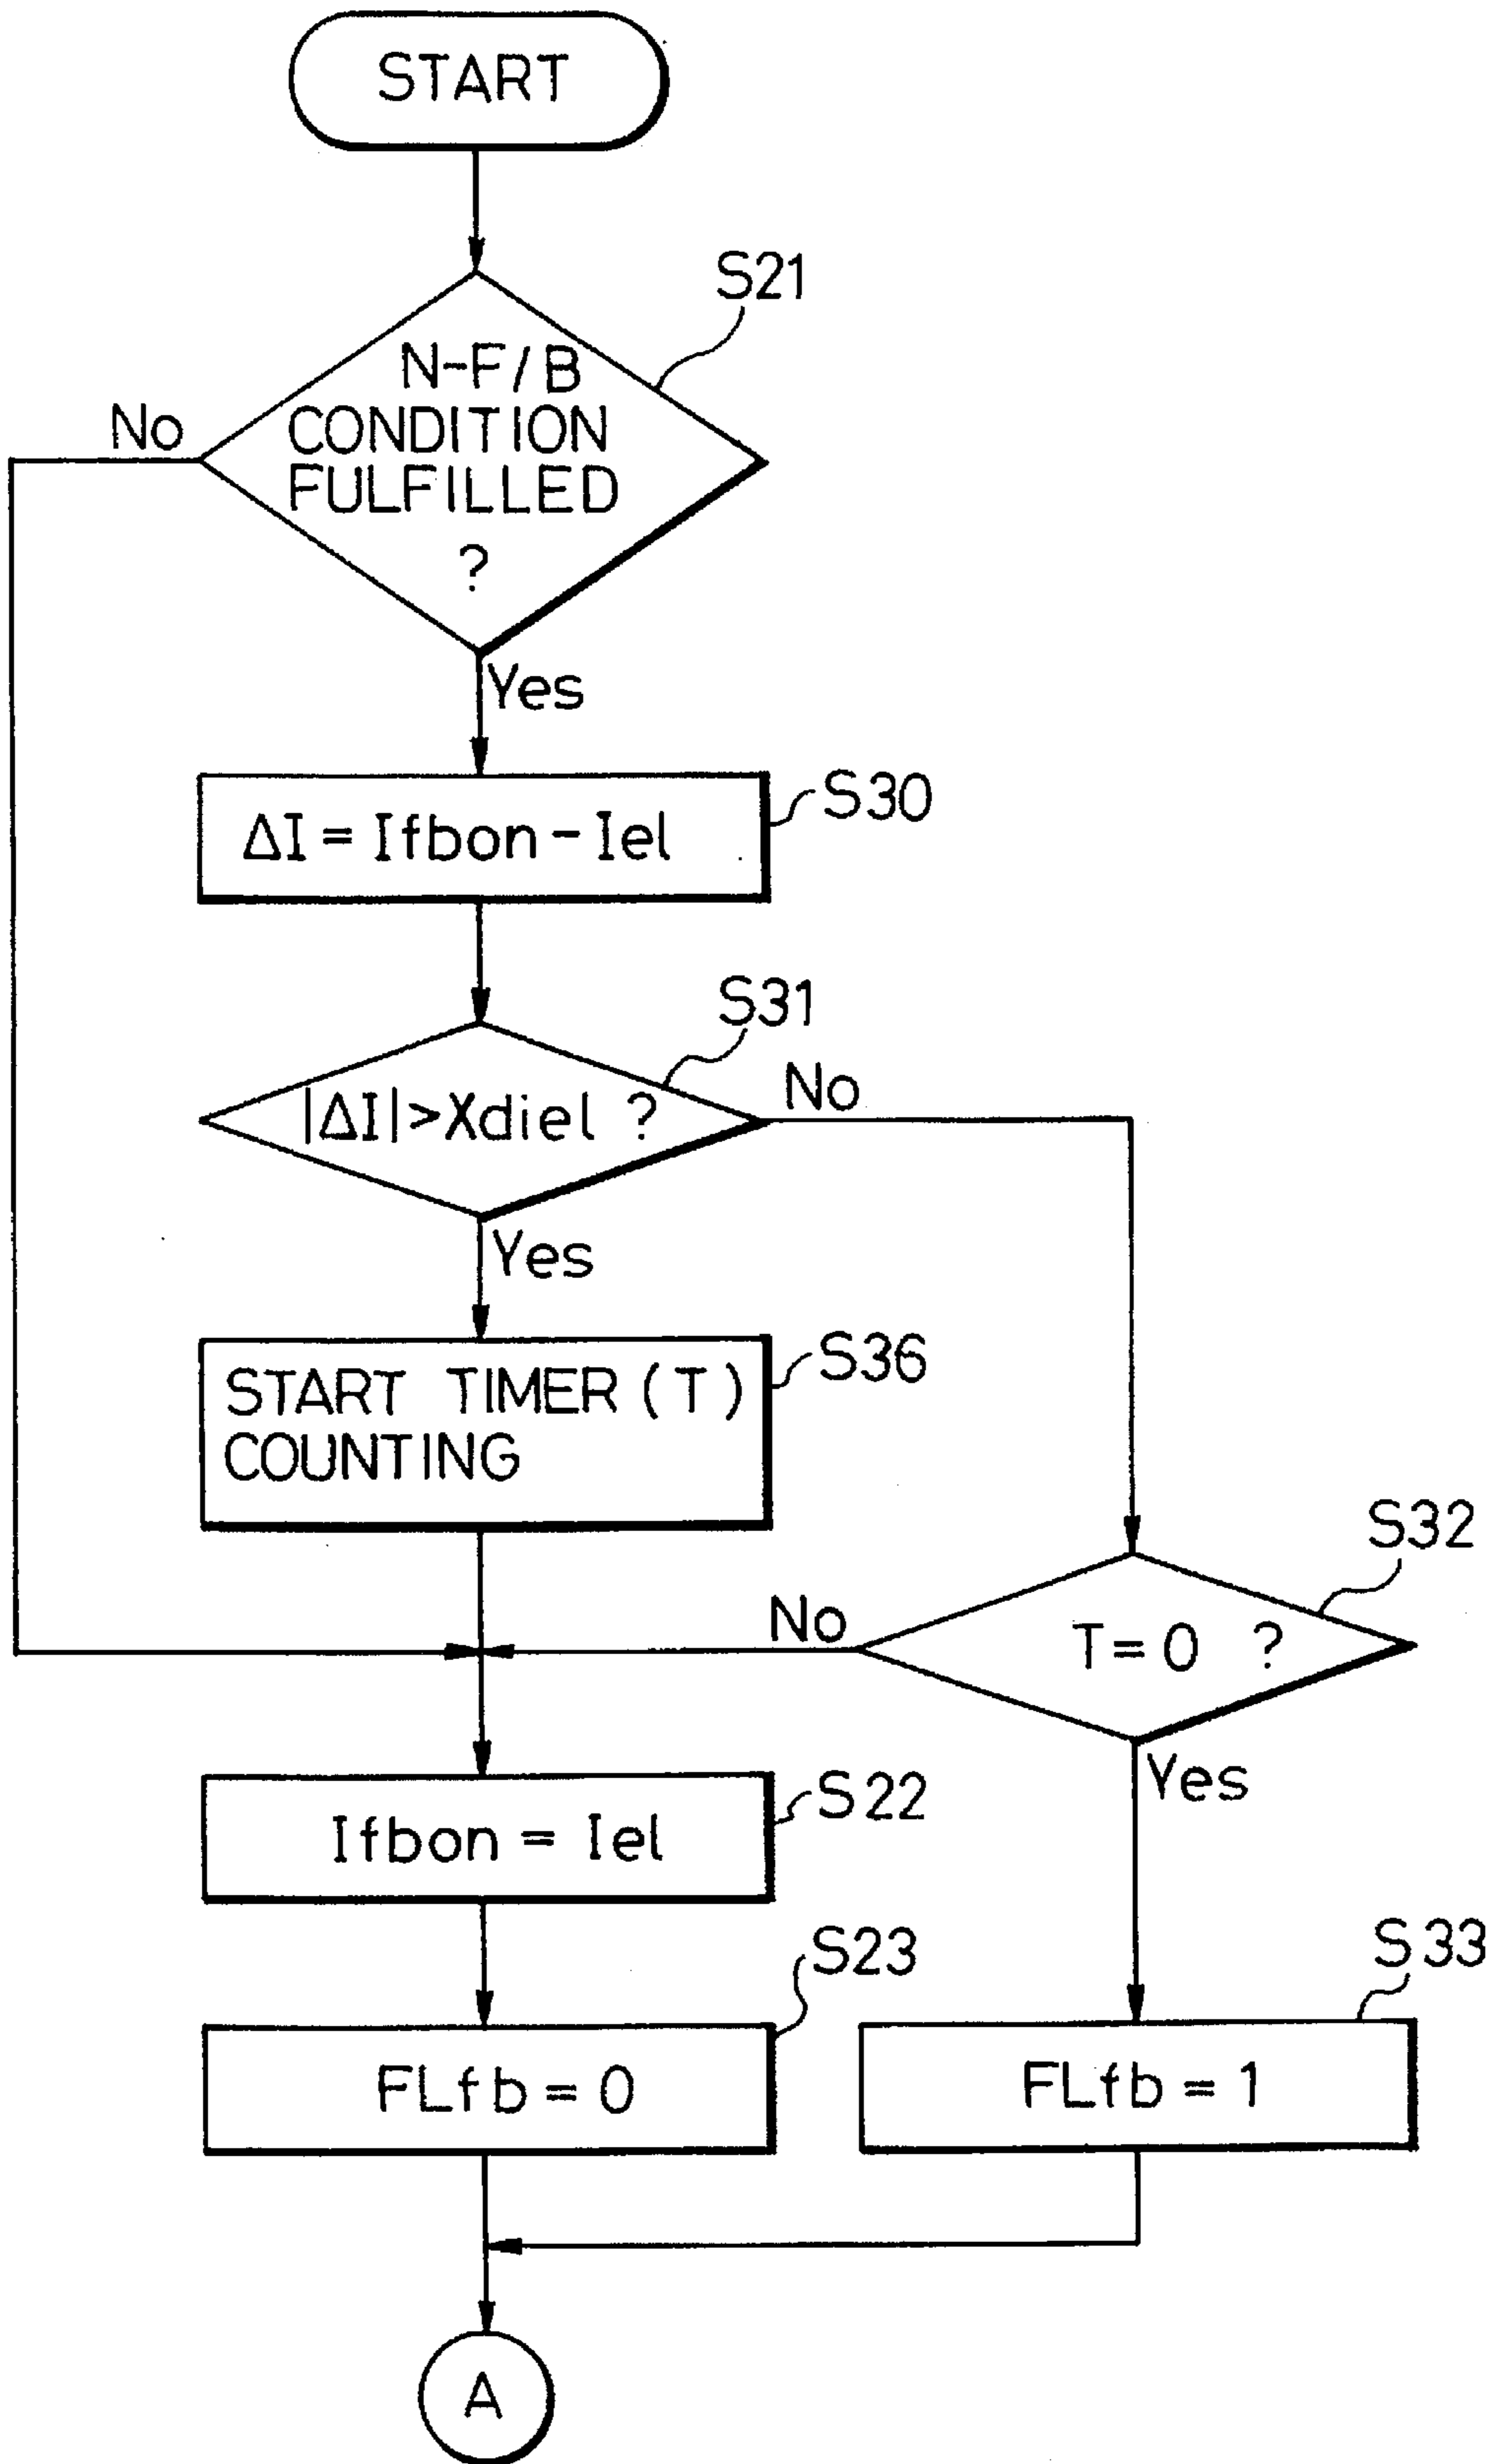 START
S21
N-F/B
CONDITION
FULFILLED
?
No
Yes
S30
ΔI = Ifbon - Iel
S31
|ΔI|>Xdiel ?
No
Yes
S36
START TIMER (T)
COUNTING
S32
T=0 ?
No
Yes
S22
Ifbon = Iel
S23
FLfb = 0
S33
FLfb = 1
A